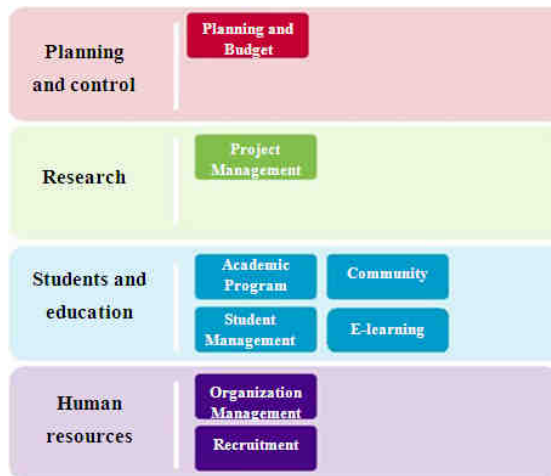 Planning
and control
Planning and
Budget
Research
Project
Management
Students and
education
Academic
Program
Community
Student
Management
E-learning
Human
resources
Organization
Management
Recruitment